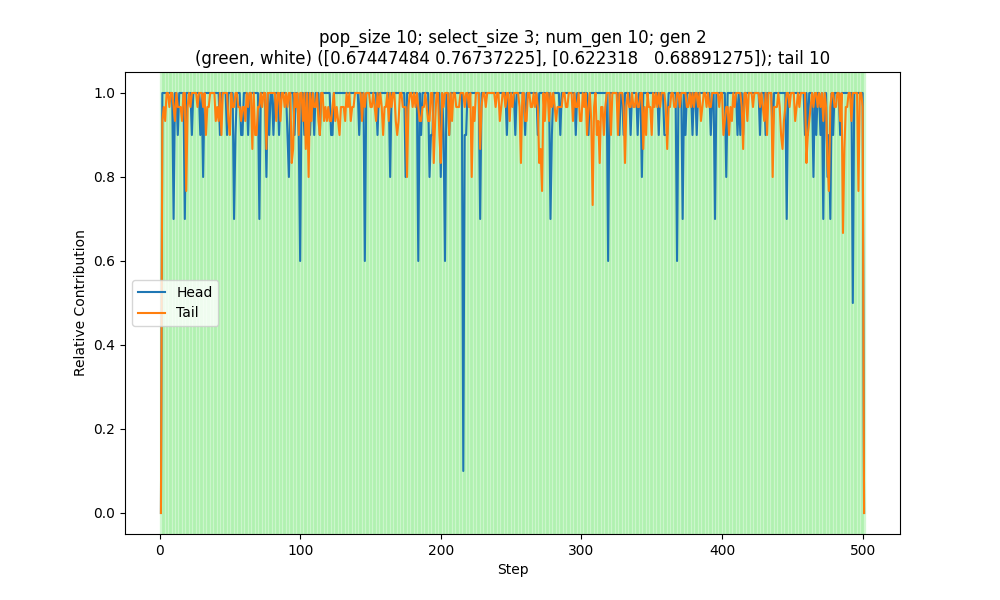 pop_size 10; select_size 3; num_gen 10; gen 2
(green, white) ([0.67447484 0.76737225], [0.622318   0.68891275]); tail 10
1.0
0.8
0.6
0.4
0.2
0.0
Relative Contribution
Head
Tail
0
100
200
300
400
500
Step